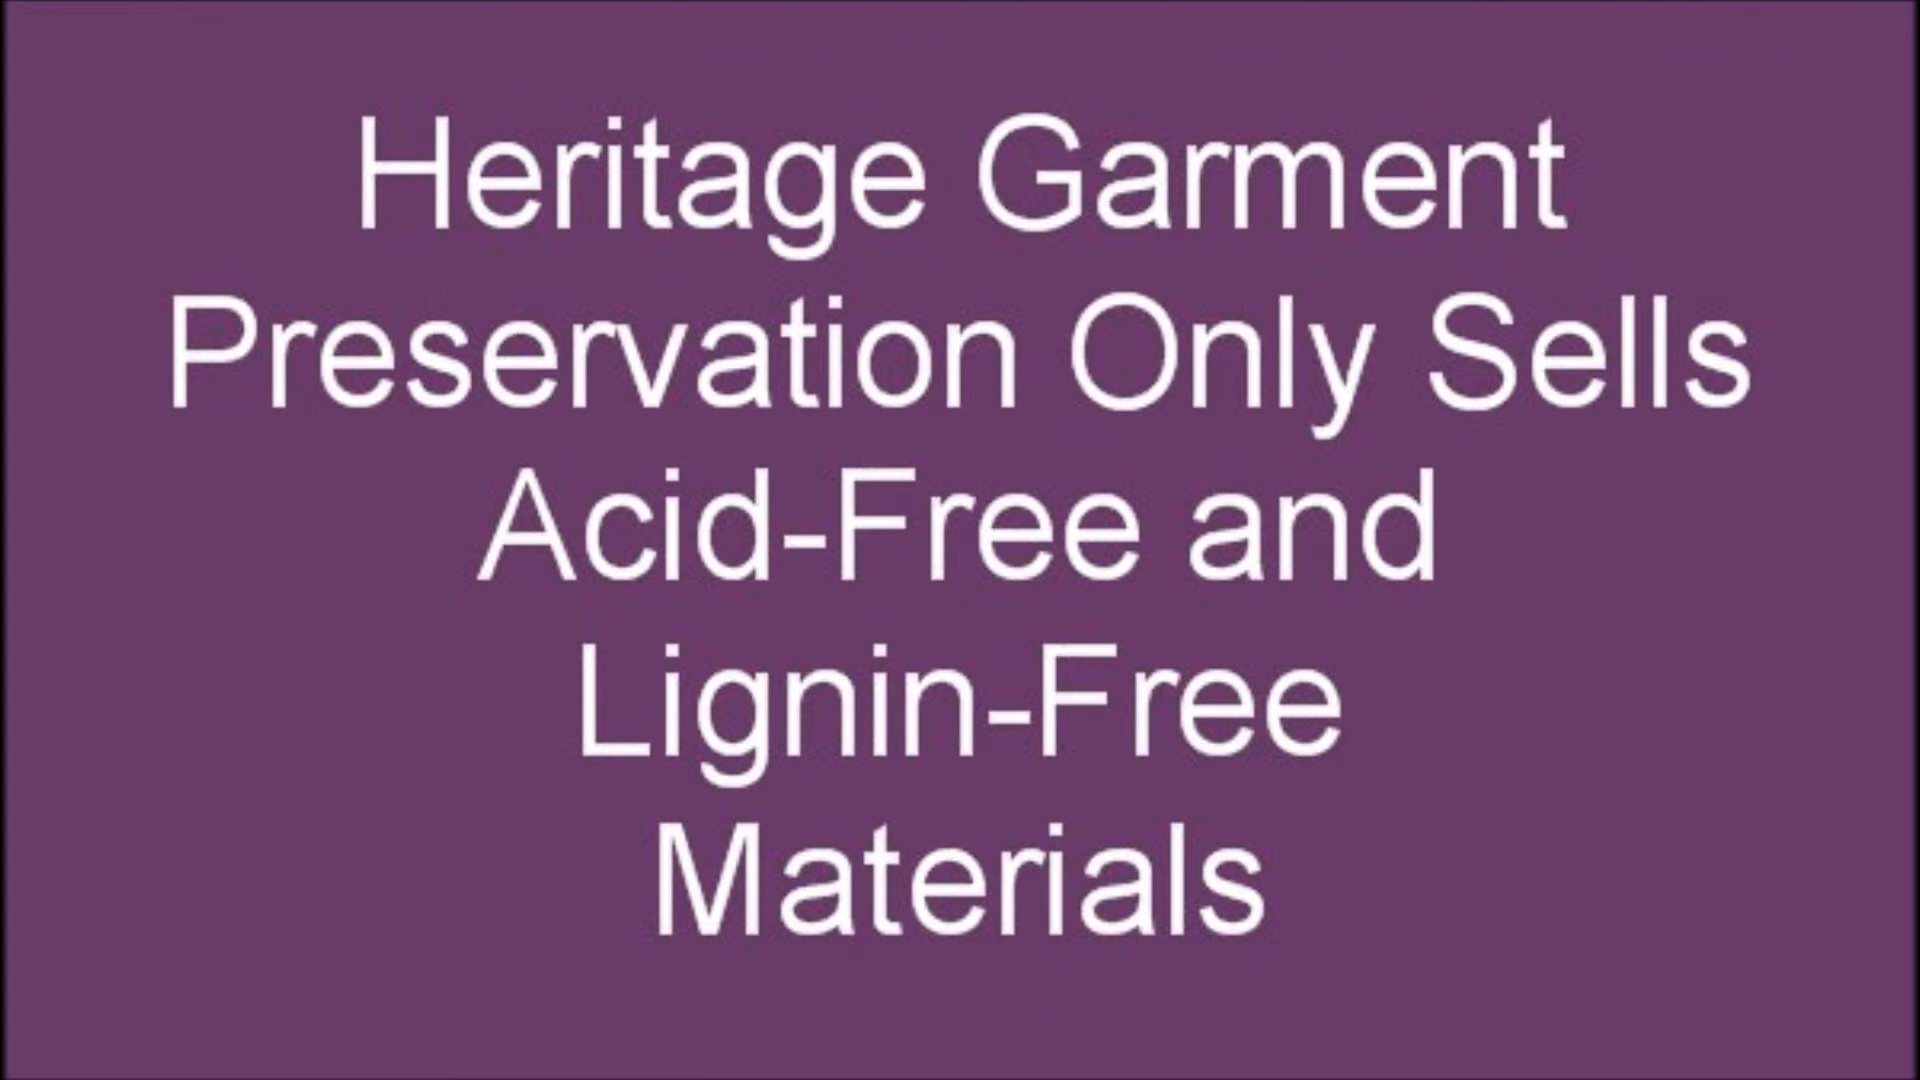 Heritage Garment
Preservation Only Sells
Acid-Free and
Lignin-Free
Materials